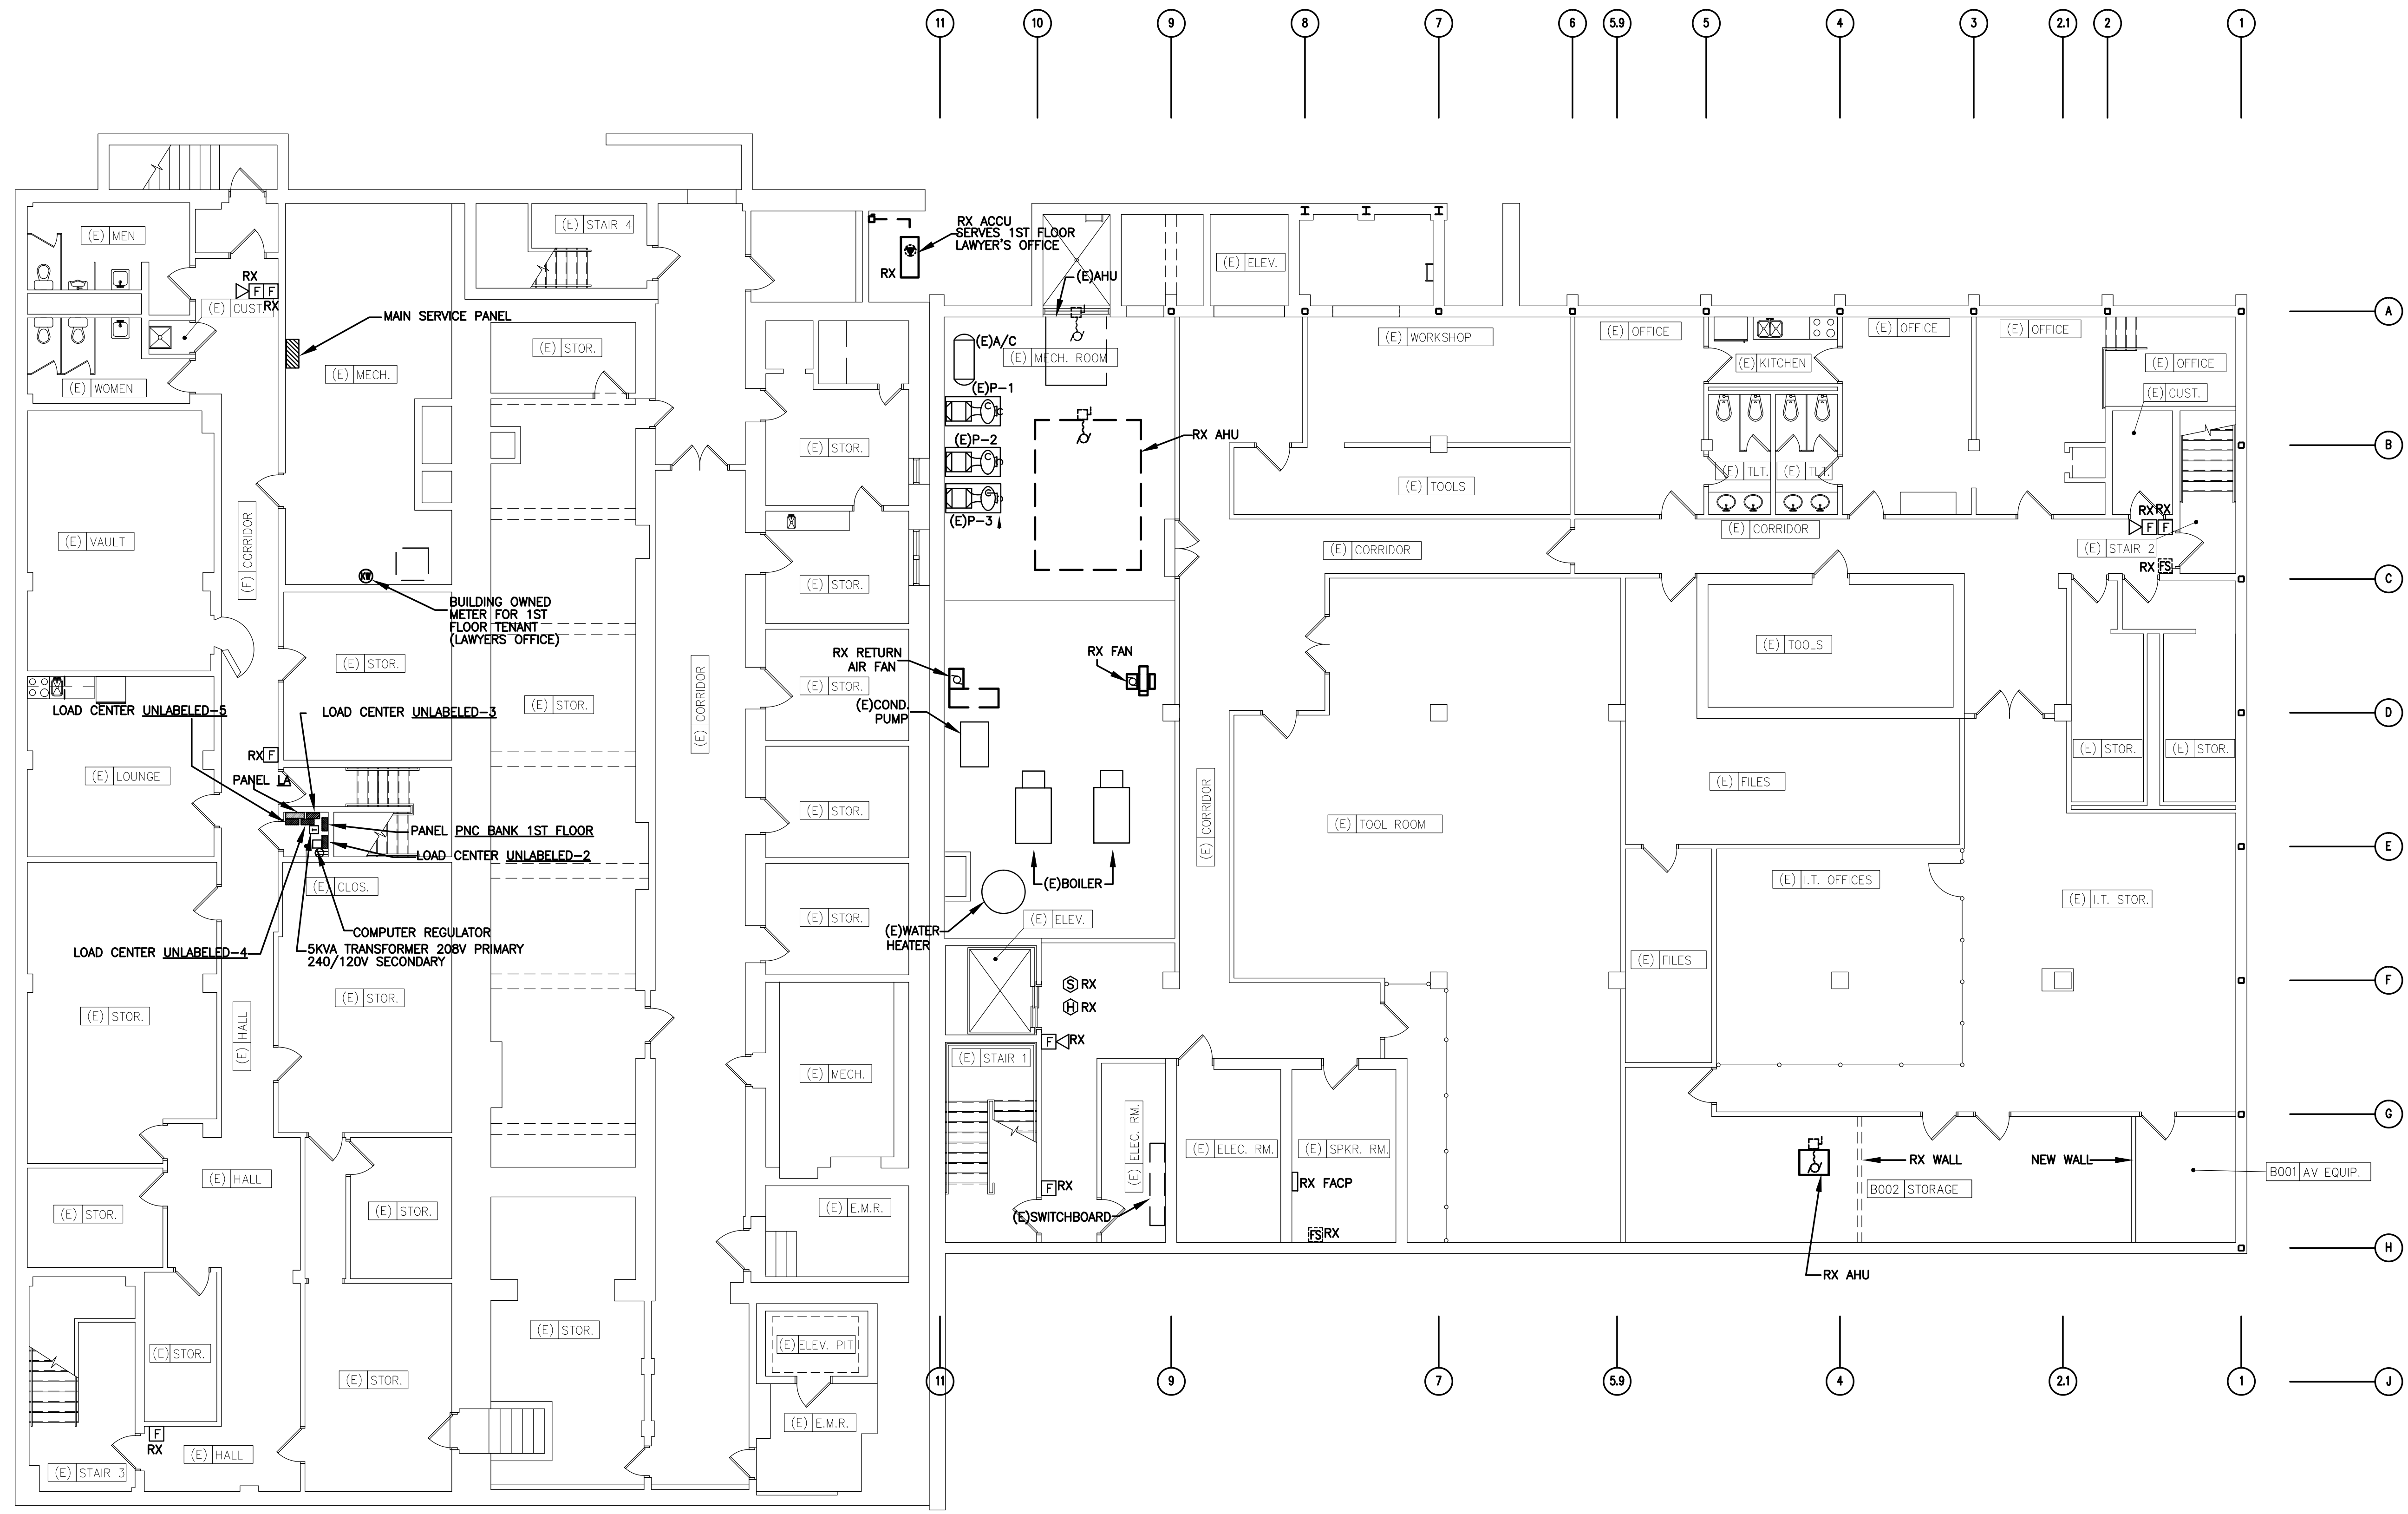 11
10
9
8
7
6
5.9
5
4
3
2.1
2
1
A
B
C
D
E
F
G
H
J
11
9
7
5.9
4
2.1
1
(E) MEN
RX
F F
RX
(E) CUST.
(E) WOMEN
MAIN SERVICE PANEL
(E) MECH.
(E) STAIR 4
(E) STOR.
(E) VAULT
(E) CORRIDOR
KW
BUILDING OWNED
METER FOR 1ST
FLOOR TENANT
(LAWYERS OFFICE)
(E) STOR.
(E) STOR.
(E) CORRIDOR
LOAD CENTER UNLABELED-5
LOAD CENTER UNLABELED-3
RX F
(E) LOUNGE
PANEL LA
PANEL PNC BANK 1ST FLOOR
LOAD CENTER UNLABELED-2
(E) CLOS.
COMPUTER REGULATOR
5KVA TRANSFORMER 208V PRIMARY
240/120V SECONDARY
LOAD CENTER UNLABELED-4
(E) STOR.
(E) STOR.
(E) HALL
(E) HALL
(E) STOR.
(E) STOR.
(E) STOR.
(E) STOR.
(E) STOR.
F
RX
(E) HALL
(E) STAIR 3
(E) STOR.
(E) STOR.
(E) STOR.
(E) STOR.
(E) STOR.
(E) MECH.
(E) E.M.R.
(E) ELEV. PIT
(E) E.M.R.
RX ACCU
SERVES 1ST FLOOR
LAWYER'S OFFICE
RX
(E)AHU
(E) ELEV.
(E)A/C
(E) MECH. ROOM
(E)P-1
(E)P-2
(E)P-3
RX AHU
(E) WORKSHOP
(E) TOOLS
(E) OFFICE
(E) KITCHEN
(E) OFFICE
(E) OFFICE
(E) OFFICE
(E) CUST.
(E) TLT.
(E) TLT.
(E) CORRIDOR
(E) CORRIDOR
RX RX
F F
(E) STAIR 2
RX FS
RX RETURN
AIR FAN
RX FAN
(E)COND.
PUMP
(E) TOOLS
(E) STOR.
(E) STOR.
(E) FILES
(E) CORRIDOR
(E) TOOL ROOM
(E)BOILER
(E)WATER
HEATER
(E) ELEV.
(E) I.T. OFFICES
(E) I.T. STOR.
(E) FILES
S RX
H RX
F RX
(E) STAIR 1
(E) ELEC. RM.
(E) ELEC. RM.
(E) SPKR. RM.
RX FACP
F RX
(E)SWITCHBOARD
FS RX
RX WALL
NEW WALL
B002 STORAGE
B001 AV EQUIP.
RX AHU